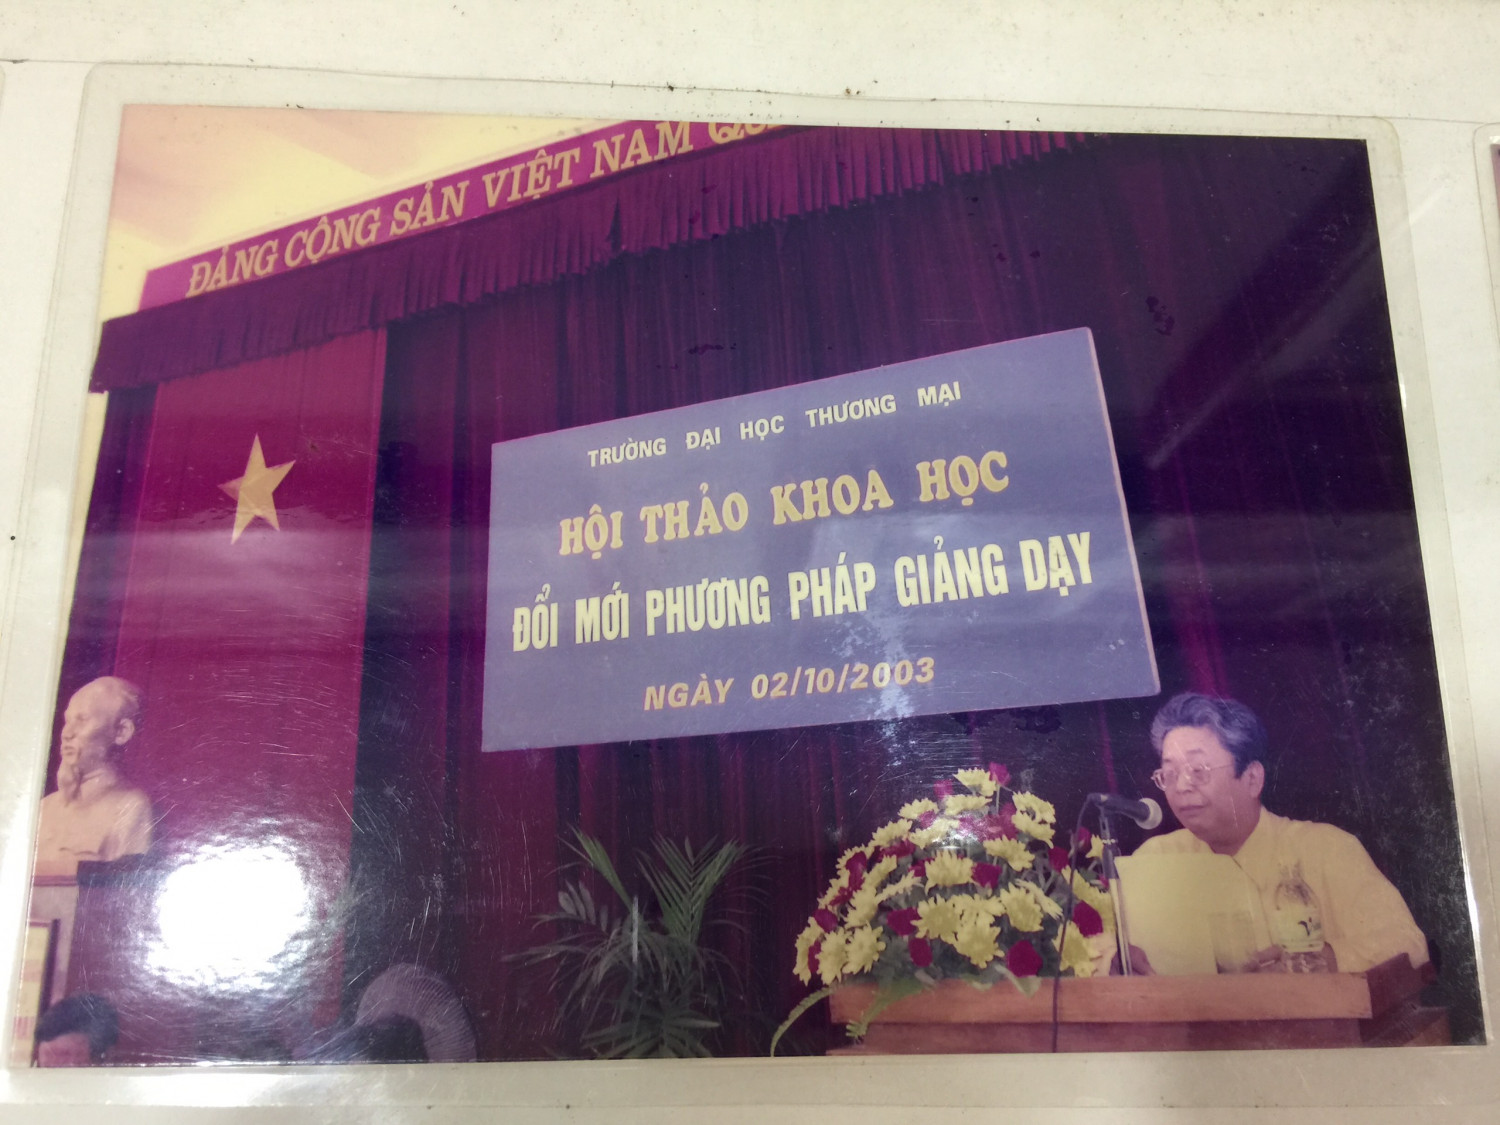 ĐẢNG CỘNG SẢN VIỆT NAM
TRƯỜNG ĐẠI HỌC THƯƠNG MẠI
HỘI THẢO KHOA HỌC
ĐỔI MỚI PHƯƠNG PHÁP GIẢNG DẠY
NGÀY 02/10/2003